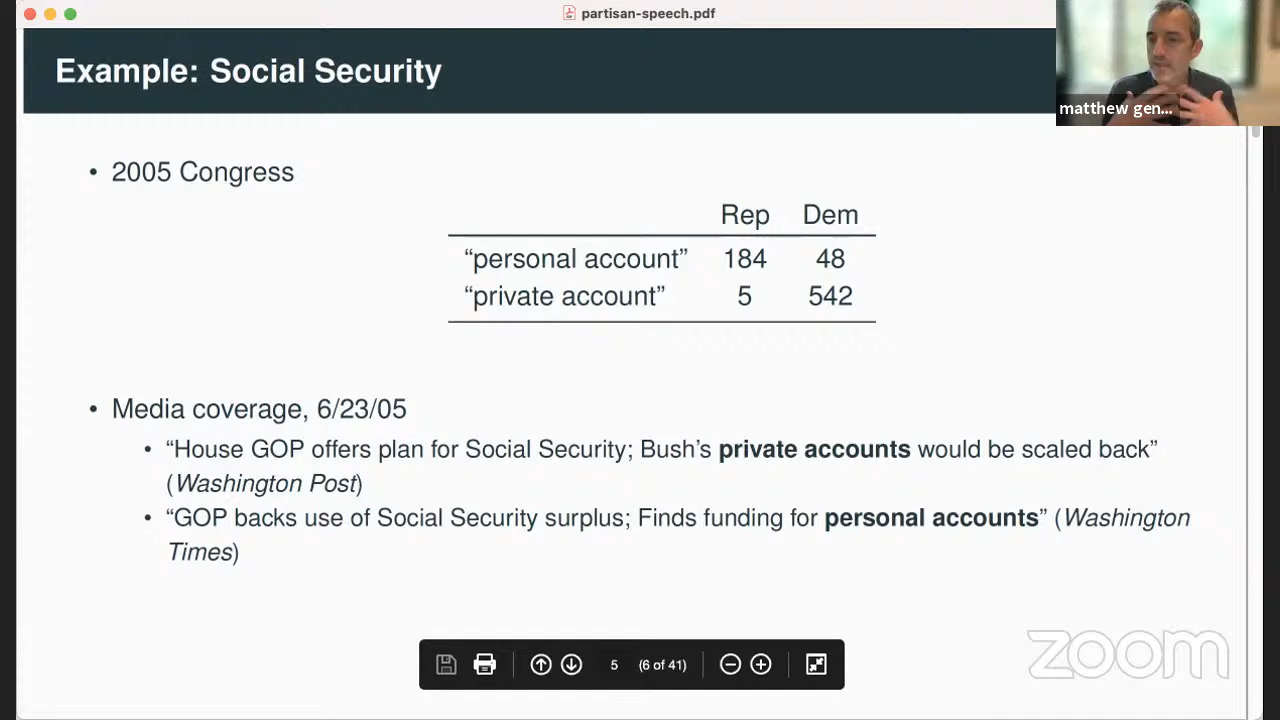 partisan-speech.pdf
Example: Social Security
matthew gen...
• 2005 Congress
Rep Dem
“personal account” 184 48
“private account” 5 542
• Media coverage, 6/23/05
• “House GOP offers plan for Social Security; Bush’s private accounts would be scaled back”
(Washington Post)
• “GOP backs use of Social Security surplus; Finds funding for personal accounts” (Washington
Times)
5 (6 of 41)
zoom